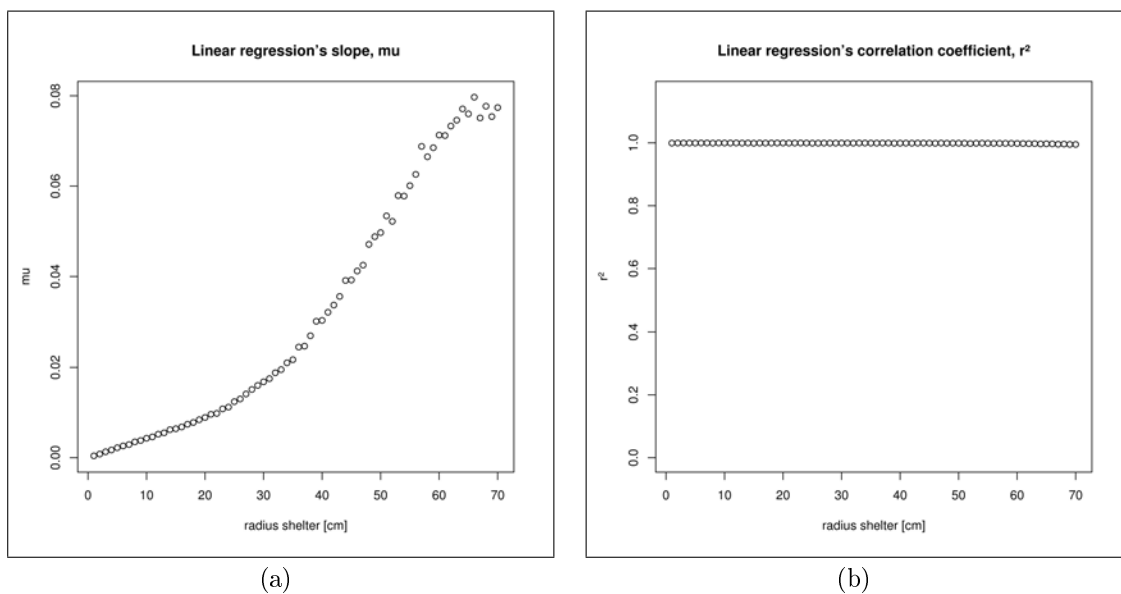 Linear regression's slope, mu
mu
0.00
0.02
0.04
0.06
0.08
0 10 20 30 40 50 60 70
radius shelter [cm]
(a)
Linear regression's correlation coefficient, r²
r²
0.0
0.2
0.4
0.6
0.8
1.0
0 10 20 30 40 50 60 70
radius shelter [cm]
(b)